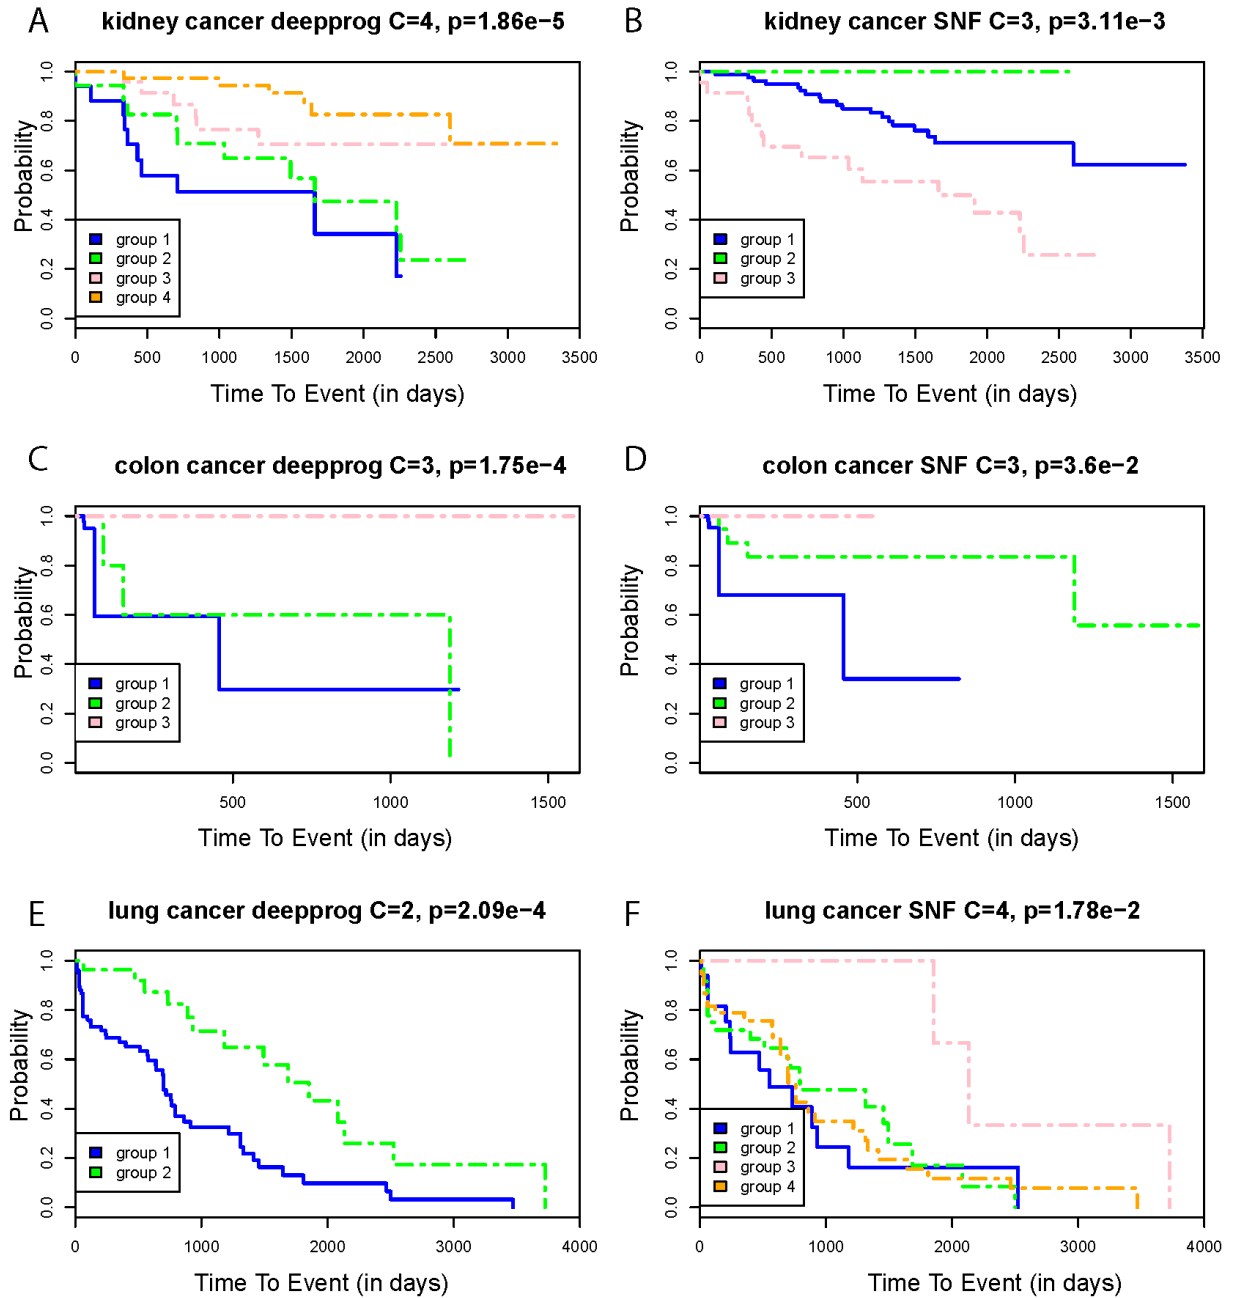 A
kidney cancer deepprog C=4, p=1.86e−5
Probability
1.0
0.8
0.6
0.4
0.2
0.0
group 1
group 2
group 3
group 4
0 500 1000 1500 2000 2500 3000 3500
Time To Event (in days)
B
kidney cancer SNF C=3, p=3.11e−3
Probability
1.0
0.8
0.6
0.4
0.2
0.0
group 1
group 2
group 3
0 500 1000 1500 2000 2500 3000 3500
Time To Event (in days)
C
colon cancer deepprog C=3, p=1.75e−4
Probability
1.0
0.8
0.6
0.4
0.2
0.0
group 1
group 2
group 3
500 1000 1500
Time To Event (in days)
D
colon cancer SNF C=3, p=3.6e−2
Probability
1.0
0.8
0.6
0.4
0.2
0.0
group 1
group 2
group 3
500 1000 1500
Time To Event (in days)
E
lung cancer deepprog C=2, p=2.09e−4
Probability
1.0
0.8
0.6
0.4
0.2
0.0
group 1
group 2
0 1000 2000 3000 4000
Time To Event (in days)
F
lung cancer SNF C=4, p=1.78e−2
Probability
1.0
0.8
0.6
0.4
0.2
0.0
group 1
group 2
group 3
group 4
0 1000 2000 3000 4000
Time To Event (in days)